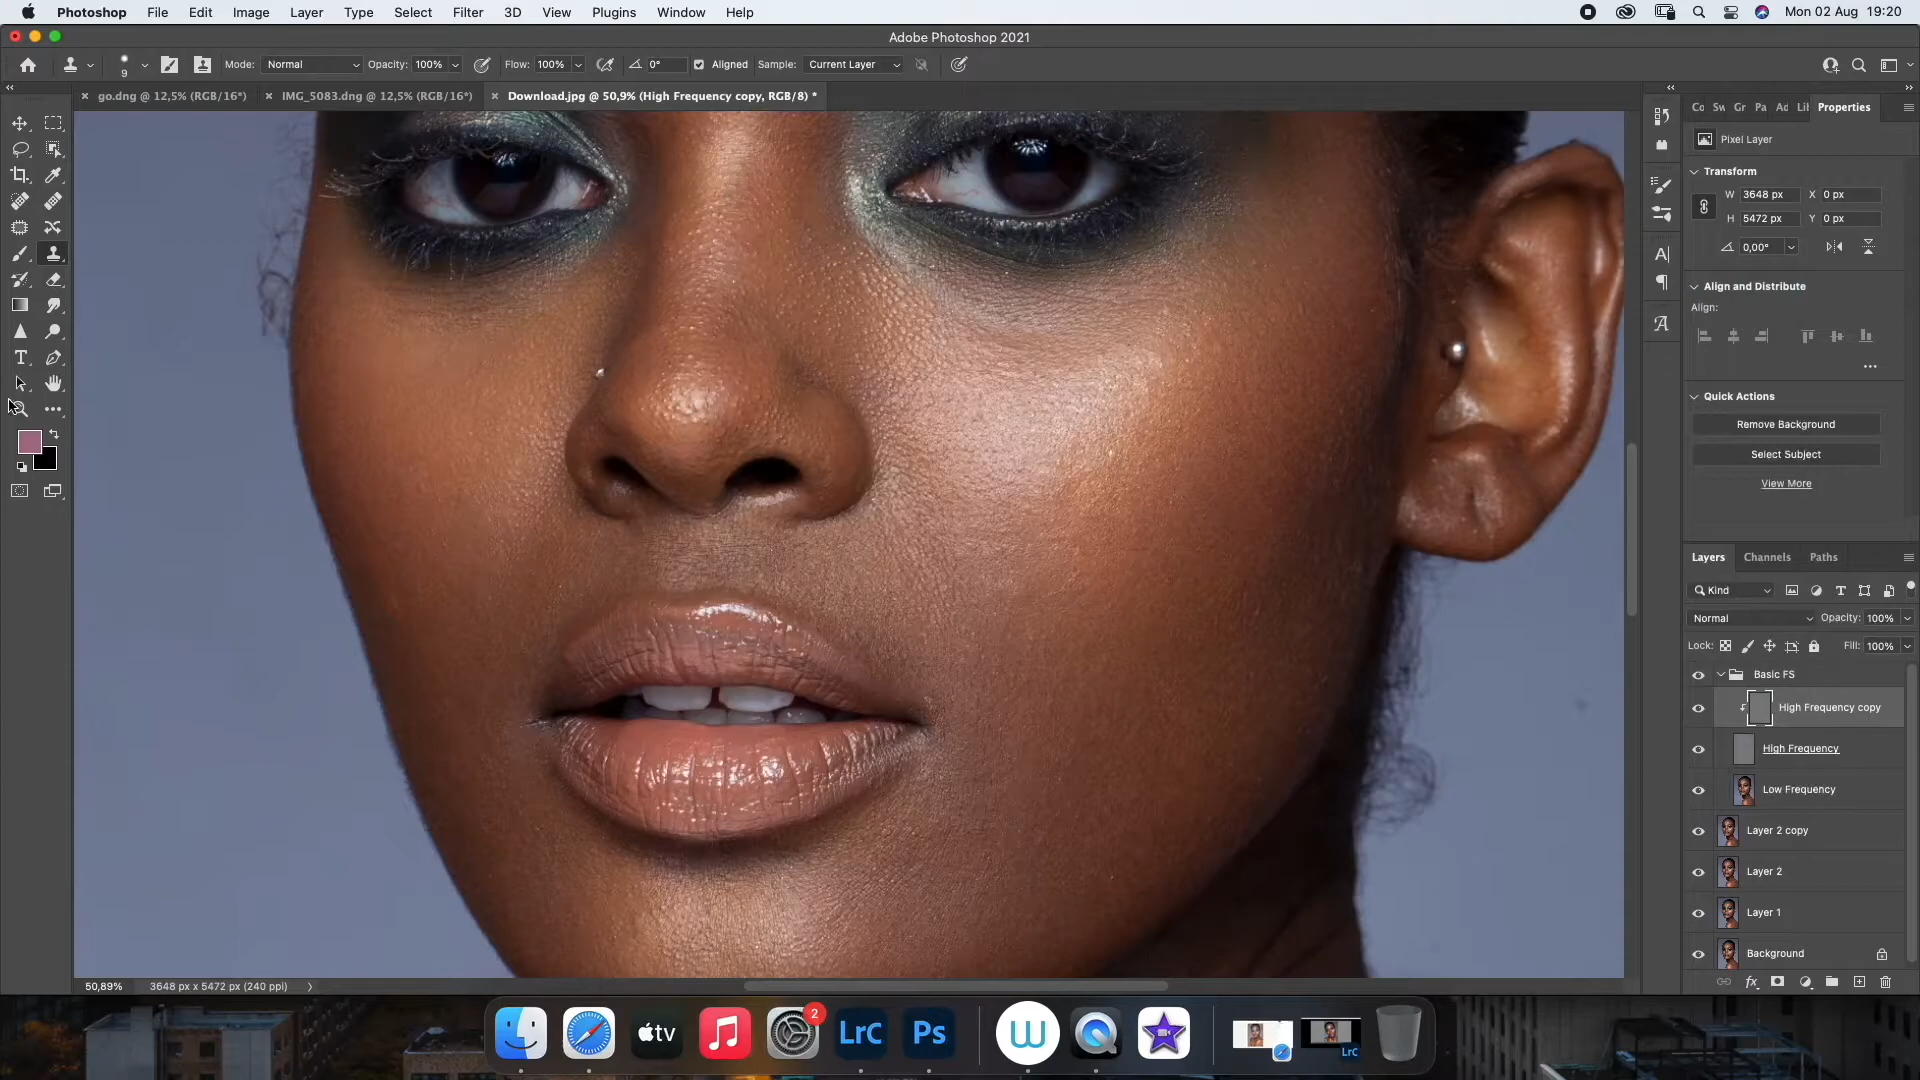 Photoshop File Edit Image Layer Type Select Filter 3D View Plugins Window Help Mon 02 Aug 19:20
Adobe Photoshop 2021
9 Mode: Normal Opacity: 100% Flow: 100% 0° Aligned Sample: Current Layer
go.dng @ 12,5% (RGB/16*) IMG_5083.dng @ 12,5% (RGB/16*) Download.jpg @ 50,9% (High Frequency copy, RGB/8) *
Co Sw Gr Pa Ad Lib Properties
Pixel Layer
Transform
W 3648 px X 0 px
H 5472 px Y 0 px
0,00°
Align and Distribute
Align:
Quick Actions
Remove Background
Select Subject
View More
Layers Channels Paths
Kind
Normal Opacity: 100%
Lock: Fill: 100%
Basic FS
High Frequency copy
High Frequency
Low Frequency
Layer 2 copy
Layer 2
Layer 1
Background
50,89% 3648 px x 5472 px (240 ppi)
tv 2 LrC Ps LrC